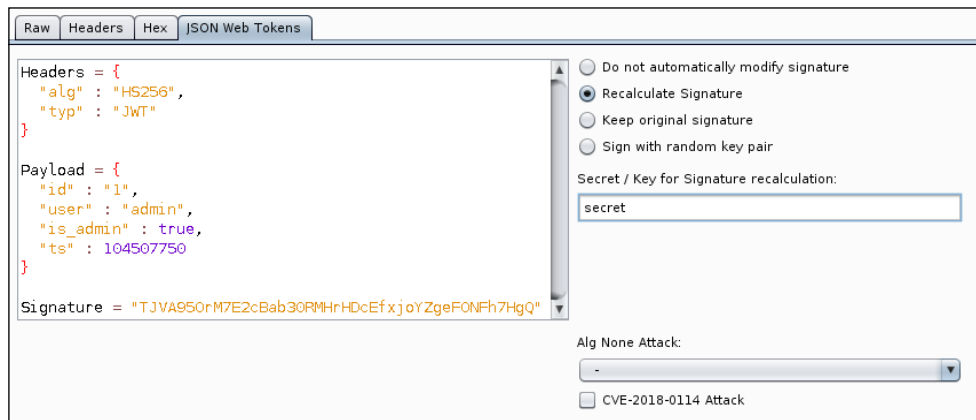 Raw Headers Hex JSON Web Tokens
Headers = {
"alg" : "HS256",
"typ" : "JWT"
}
Payload = {
"id" : "1",
"user" : "admin",
"is_admin" : true,
"ts" : 104507750
}
Signature = "TJVA95OrM7E2cBab30RMHrHDcEfxjoYZgeFONFh7HgQ"
Do not automatically modify signature
Recalculate Signature
Keep original signature
Sign with random key pair
Secret / Key for Signature recalculation:
secret
Alg None Attack:
-
CVE-2018-0114 Attack